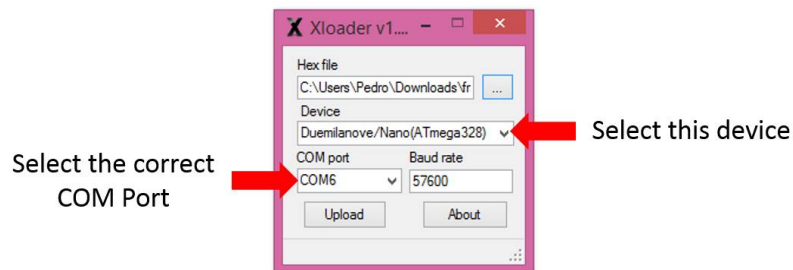 Xloader v1....
Hex file
C:\Users\Pedro\Downloads\fr
...
Device
Duemilanove/Nano(ATmega328)
Select this device
COM port Baud rate
Select the correct
COM Port
COM6 57600
Upload About